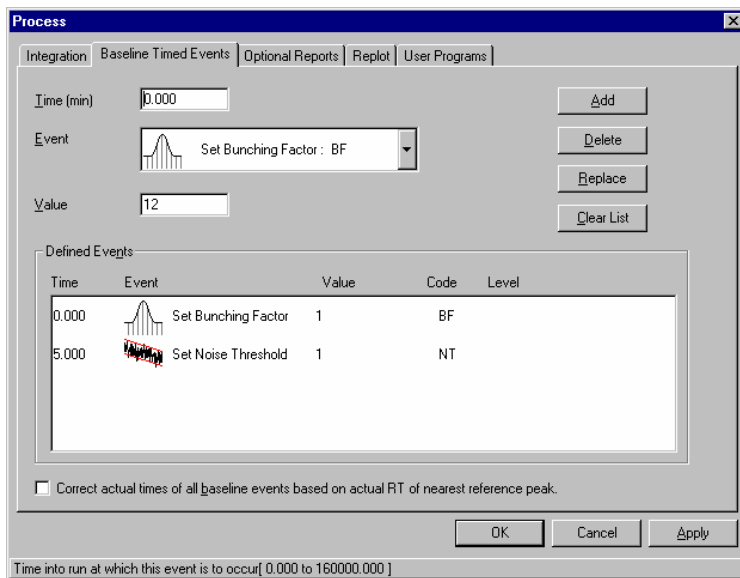 Process
Integration Baseline Timed Events Optional Reports Replot User Programs
Time (min) 0.000 Add
Event Set Bunching Factor : BF Delete
Replace
Value 12 Clear List
Defined Events
Time Event Value Code Level
0.000 Set Bunching Factor 1 BF
5.000 Set Noise Threshold 1 NT
Correct actual times of all baseline events based on actual RT of nearest reference peak.
OK Cancel Apply
Time into run at which this event is to occur[ 0.000 to 160000.000 ]